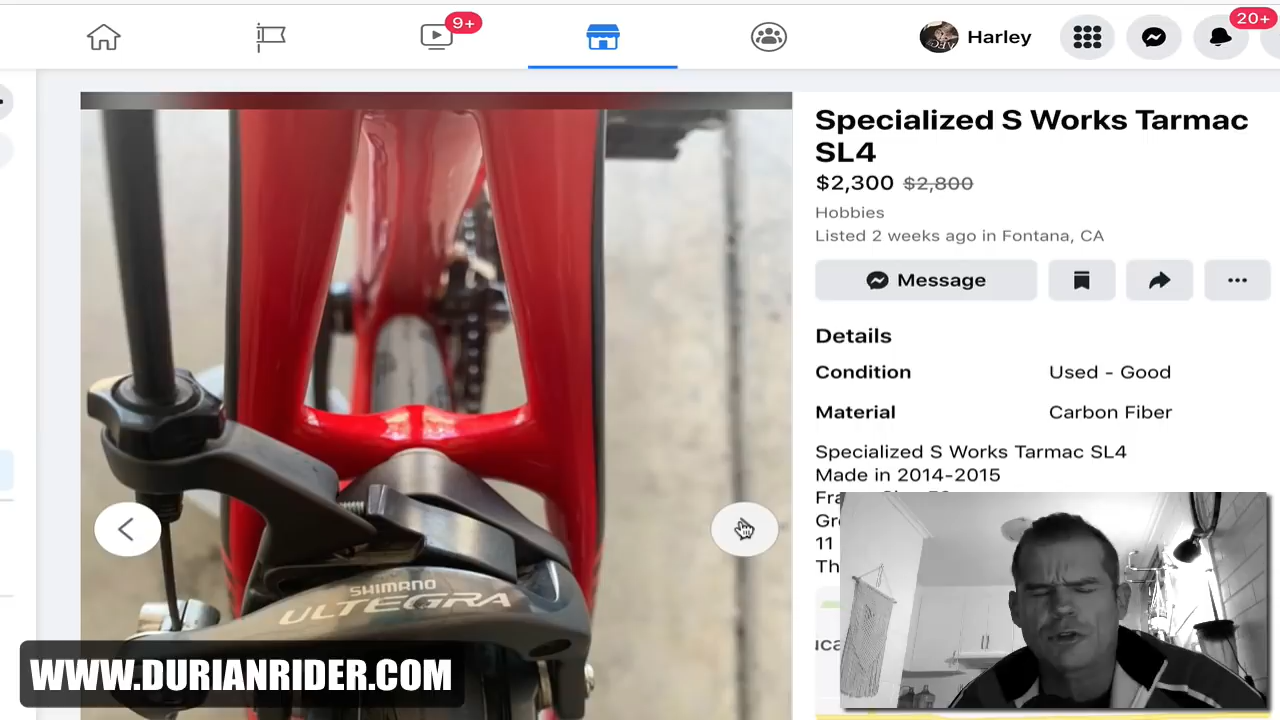 9+
Harley
20+
Specialized S Works Tarmac
SL4
$2,300 $2,800
Hobbies
Listed 2 weeks ago in Fontana, CA
Message
Details
Condition Used - Good
Material Carbon Fiber
Specialized S Works Tarmac SL4
Made in 2014-2015
11
SHIMANO
ULTEGRA
WWW.DURIANRIDER.COM